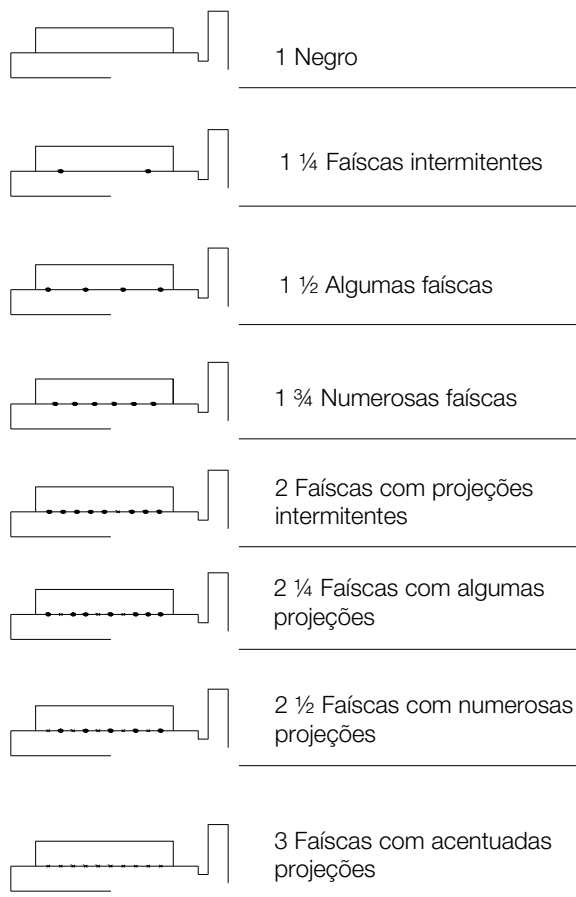 1 Negro
1 ¼ Faíscas intermitentes
1 ½ Algumas faíscas
1 ¾ Numerosas faíscas
2 Faíscas com projeções
intermitentes
2 ¼ Faíscas com algumas
projeções
2 ½ Faíscas com numerosas
projeções
3 Faíscas com acentuadas
projeções